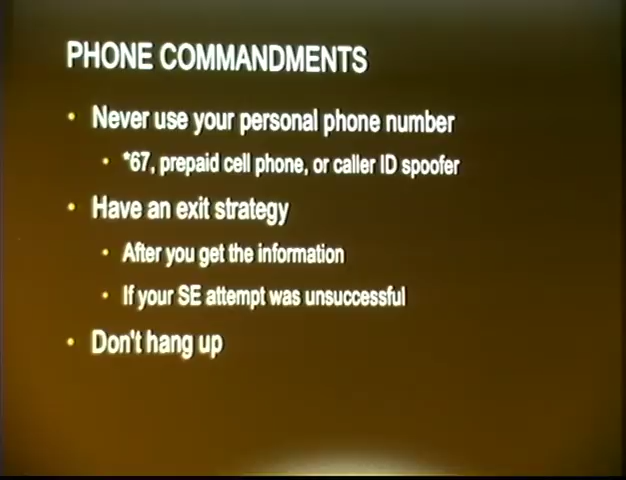 PHONE COMMANDMENTS
• Never use your personal phone number
• *67, prepaid cell phone, or caller ID spoofer
• Have an exit strategy
• After you get the information
• If your SE attempt was unsuccessful
• Don't hang up